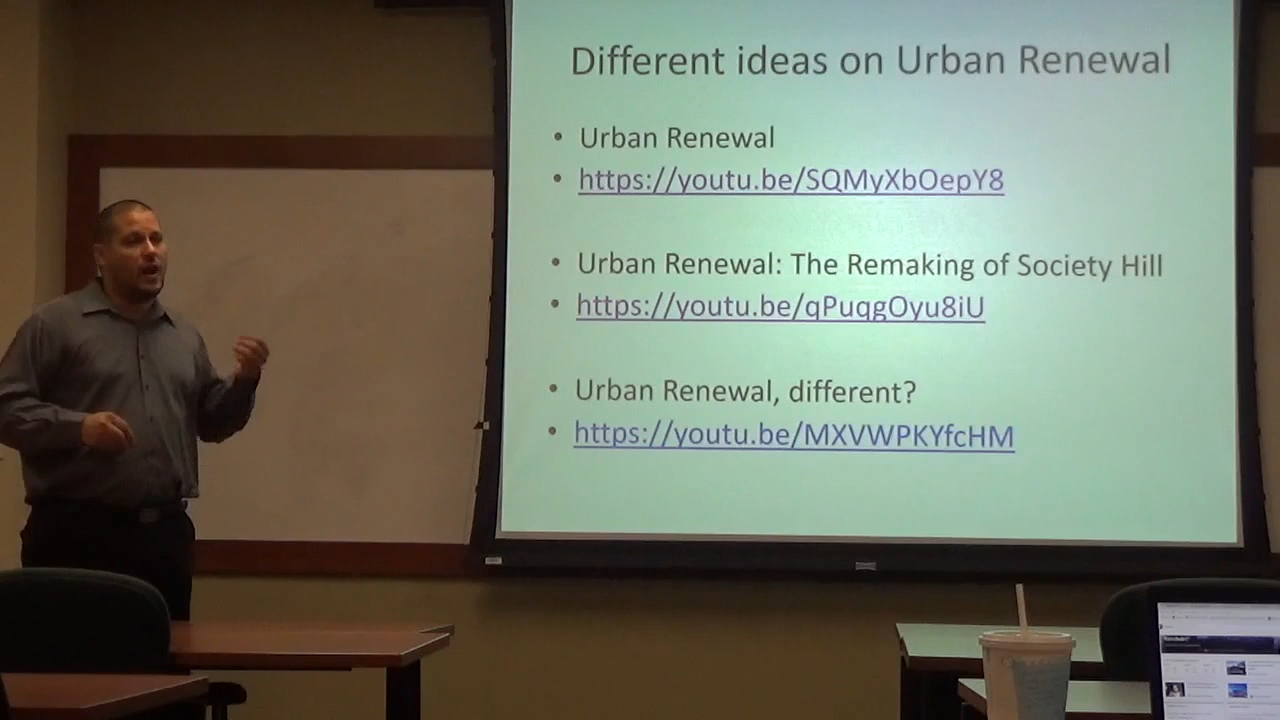 Different ideas on Urban Renewal
• Urban Renewal
• https://youtu.be/SQMyXbOepY8
• Urban Renewal: The Remaking of Society Hill
• https://youtu.be/qPuqgOyu8iU
• Urban Renewal, different?
• https://youtu.be/MXVWPKYfcHM